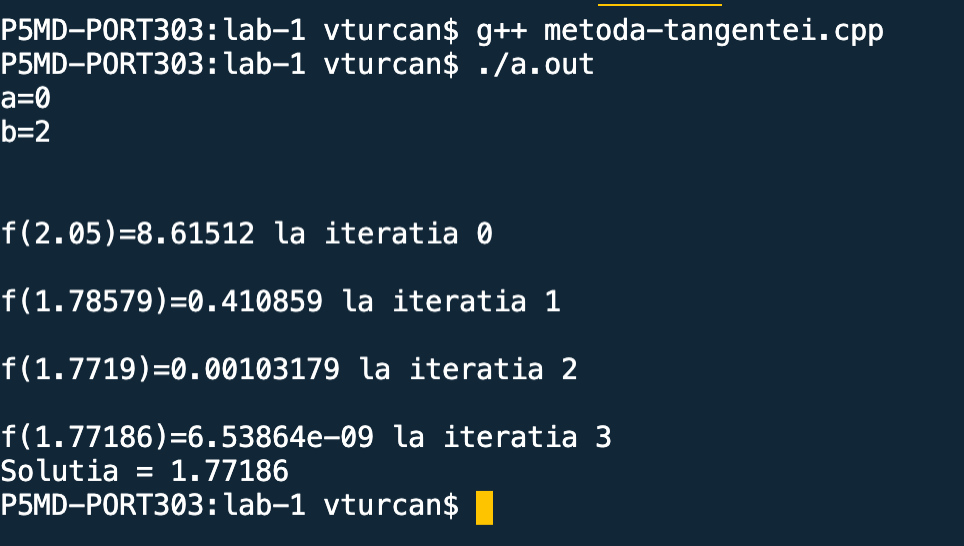 P5MD-PORT303:lab-1 vturcan$ g++ metoda-tangentei.cpp
P5MD-PORT303:lab-1 vturcan$ ./a.out
a=0
b=2
f(2.05)=8.61512 la iteratia 0
f(1.78579)=0.410859 la iteratia 1
f(1.7719)=0.00103179 la iteratia 2
f(1.77186)=6.53864e-09 la iteratia 3
Solutia = 1.77186
P5MD-PORT303:lab-1 vturcan$